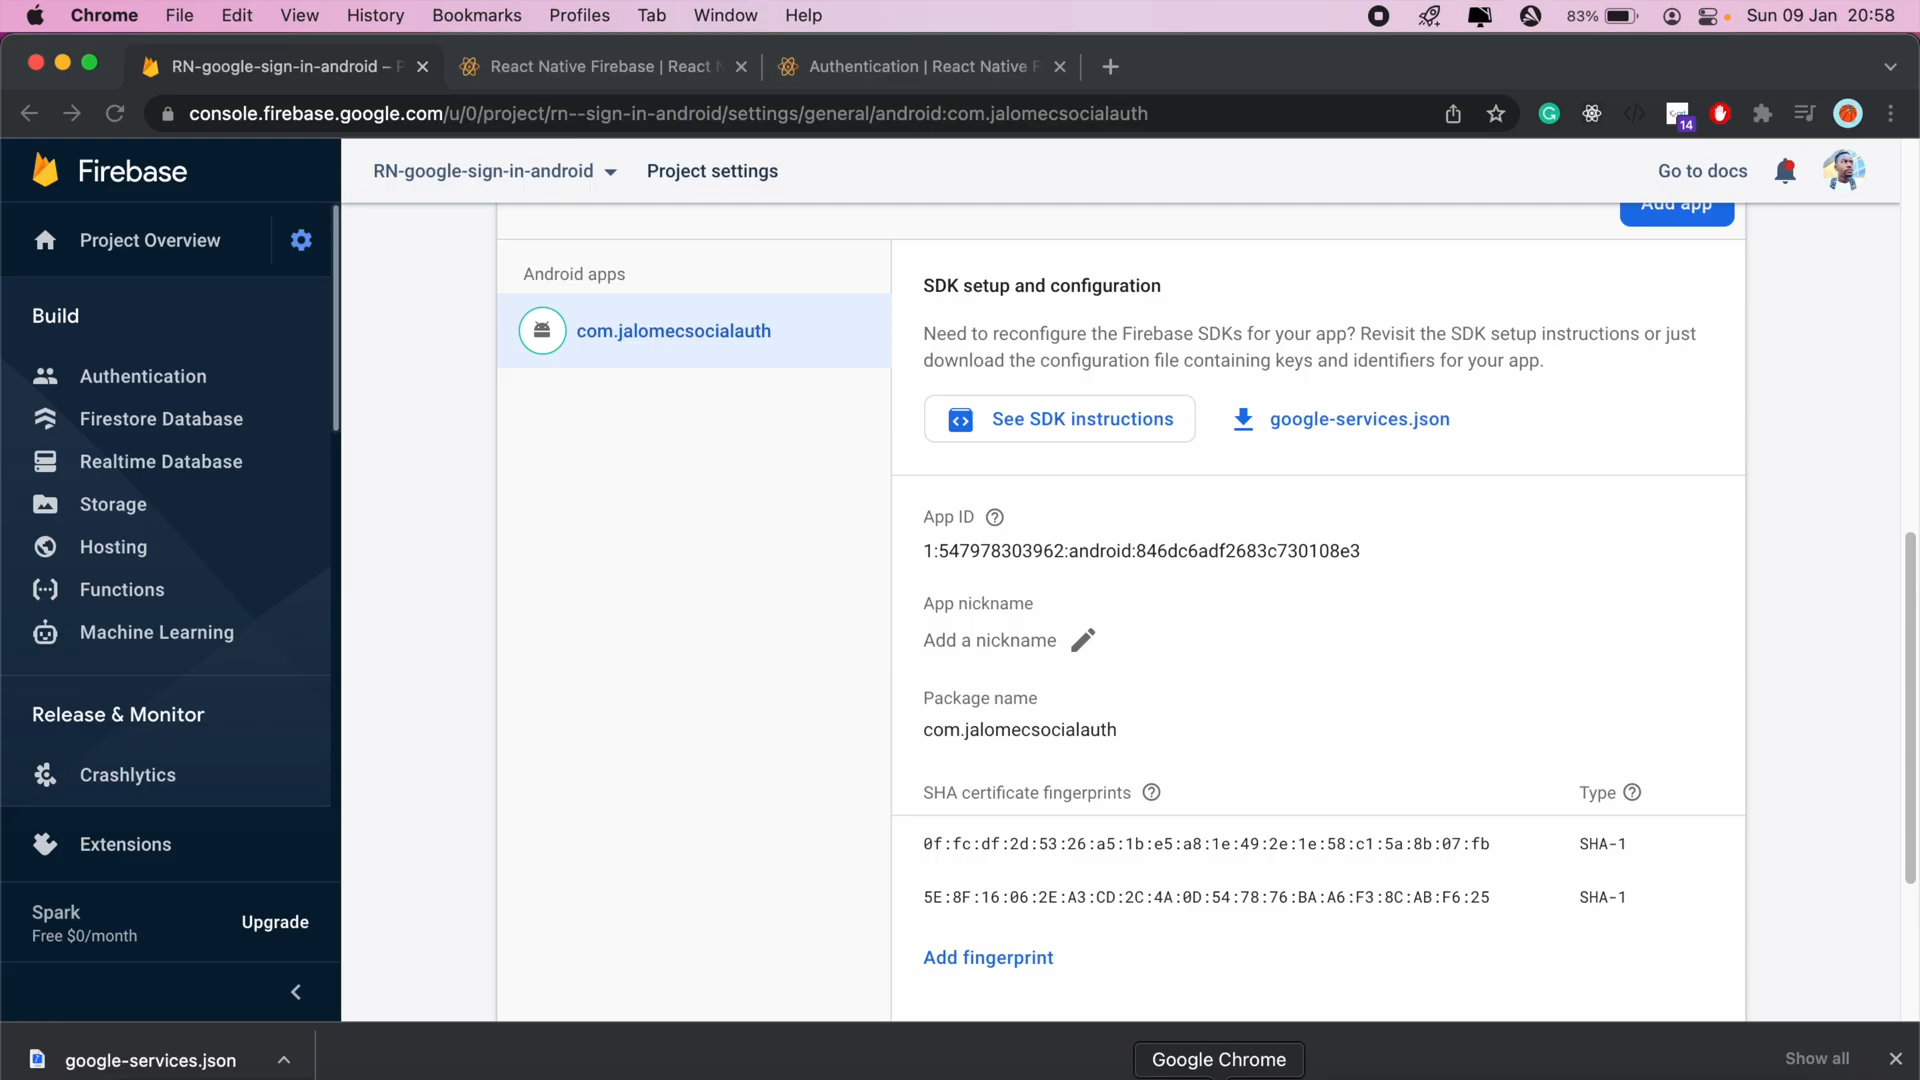 Chrome File Edit View History Bookmarks Profiles Tab Window Help 83% Sun 09 Jan 20:58
RN-google-sign-in-android – React Native Firebase | React Authentication | React Native
console.firebase.google.com/u/0/project/rn--sign-in-android/settings/general/android:com.jalomecsocialauth 14
Firebase
RN-google-sign-in-android Project settings Go to docs
Add app
Project Overview
Build
Authentication
Firestore Database
Realtime Database
Storage
Hosting
Functions
Machine Learning
Release & Monitor
Crashlytics
Extensions
Spark
Free $0/month
Upgrade
Android apps
com.jalomecsocialauth
SDK setup and configuration
Need to reconfigure the Firebase SDKs for your app? Revisit the SDK setup instructions or just
download the configuration file containing keys and identifiers for your app.
See SDK instructions google-services.json
App ID
1:547978303962:android:846dc6adf2683c730108e3
App nickname
Add a nickname
Package name
com.jalomecsocialauth
SHA certificate fingerprints Type
0f:fc:df:2d:53:26:a5:1b:e5:a8:1e:49:2e:1e:58:c1:5a:8b:07:fb SHA-1
5E:8F:16:06:2E:A3:CD:2C:4A:0D:54:78:76:BA:A6:F3:8C:AB:F6:25 SHA-1
Add fingerprint
google-services.json Google Chrome Show all